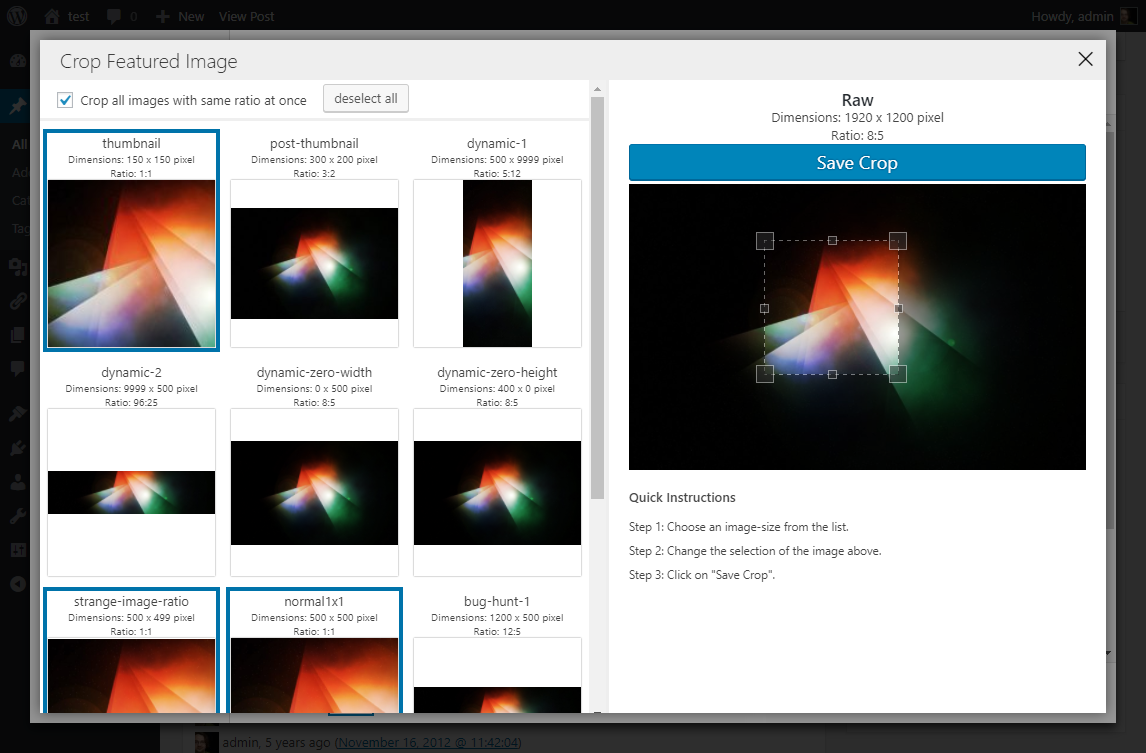 test 0 New View Post Howdy, admin
Crop Featured Image
Crop all images with same ratio at once deselect all
thumbnail
Dimensions: 150 x 150 pixel
Ratio: 1:1
post-thumbnail
Dimensions: 300 x 200 pixel
Ratio: 3:2
dynamic-1
Dimensions: 500 x 9999 pixel
Ratio: 5:12
dynamic-2
Dimensions: 9999 x 500 pixel
Ratio: 96:25
dynamic-zero-width
Dimensions: 0 x 500 pixel
Ratio: 8:5
dynamic-zero-height
Dimensions: 400 x 0 pixel
Ratio: 8:5
strange-image-ratio
Dimensions: 500 x 499 pixel
Ratio: 1:1
normal1x1
Dimensions: 500 x 500 pixel
Ratio: 1:1
bug-hunt-1
Dimensions: 1200 x 500 pixel
Ratio: 12:5
Raw
Dimensions: 1920 x 1200 pixel
Ratio: 8:5
Save Crop
Quick Instructions
Step 1: Choose an image-size from the list.
Step 2: Change the selection of the image above.
Step 3: Click on "Save Crop".
All
admin, 5 years ago (November 16, 2012 @ 11:42:04)